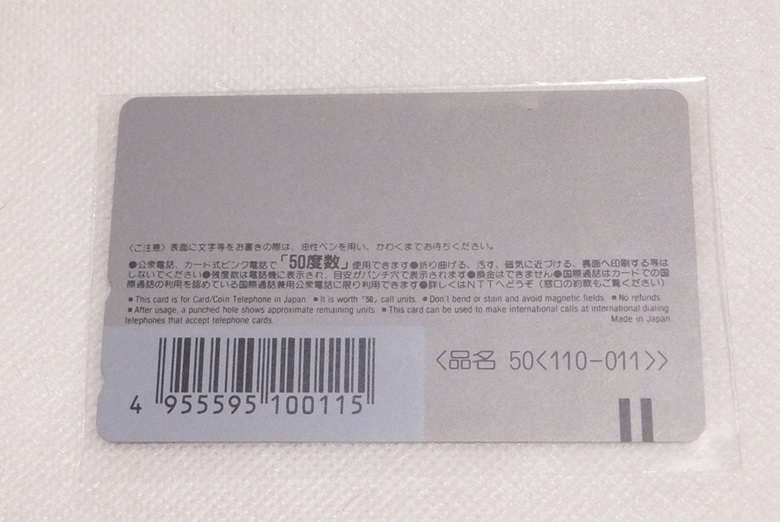 〈ご注意〉表面に文字等をお書きの際は、油性ペンを用い、かわくまでお待ちください。
●公衆電話、カード式ピンク電話で「50度数」使用できます●折り曲げる、汚す、磁気に近づける、裏面へ印刷する等は
しないでください●残度数は電話機に表示され、目安がパンチ穴で表示されます●換金はできません●国際通話はカードでの国
際通話の利用を認めている国際通話兼用公衆電話に限り利用できます●詳しくはNTTへどうぞ（窓口の約款もご覧ください）
■ This card is for Card/Coin Telephone in Japan. ■ It is worth「50」call units. ■ Don't bend or stain and avoid magnetic fields. ■ No refunds.
■ After usage, a punched hole shows approximate remaining units. ■ This card can be used to make international calls at international dialing
telephones that accept telephone cards. Made in Japan
〈品名 50〈110-011〉〉
4 955595 100115